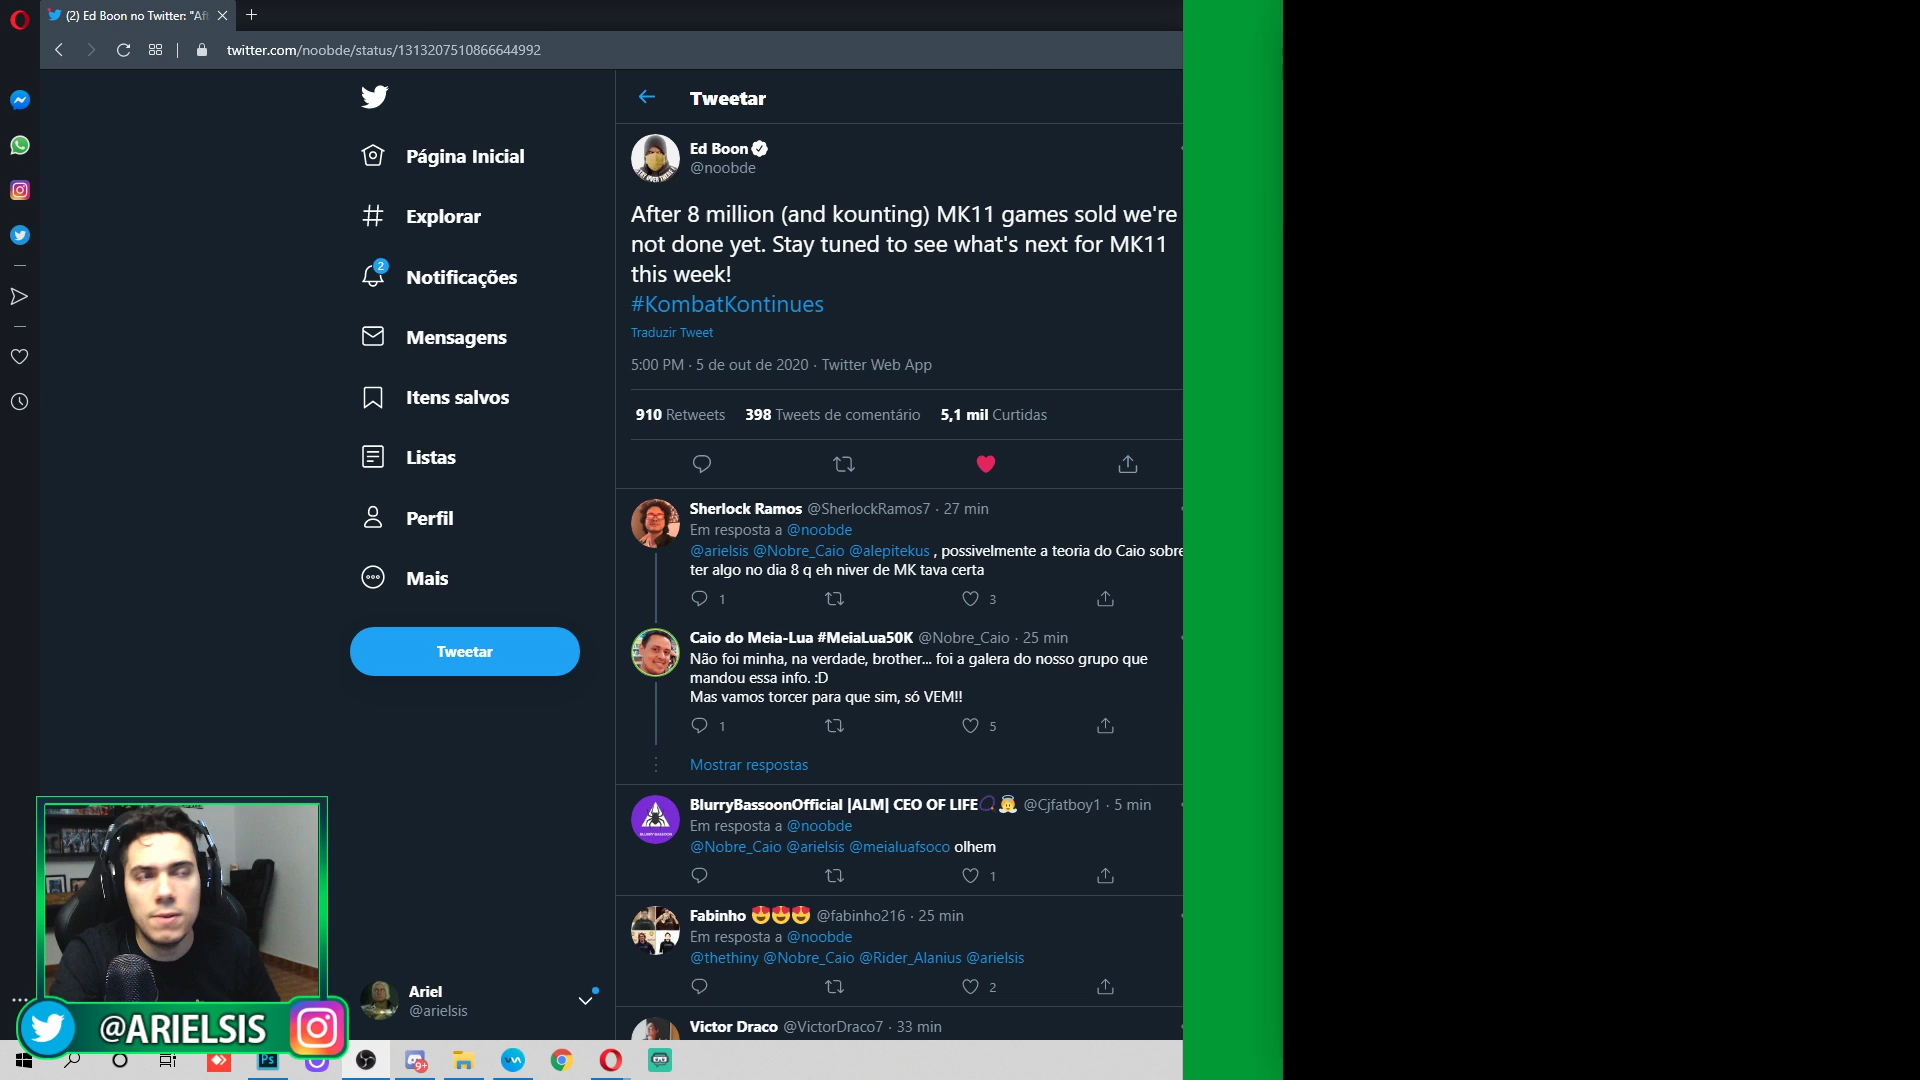 (2) Ed Boon no Twitter: "Aft
twitter.com/noobde/status/1313207510866644992
Página Inicial
Explorar
2
Notificações
Mensagens
Itens salvos
Listas
Perfil
Mais
Tweetar
Ariel
@arielsis
Tweetar
Ed Boon
@noobde
After 8 million (and kounting) MK11 games sold we're
not done yet. Stay tuned to see what's next for MK11
this week!
#KombatKontinues
Traduzir Tweet
5:00 PM · 5 de out de 2020 · Twitter Web App
910 Retweets 398 Tweets de comentário 5,1 mil Curtidas
Sherlock Ramos @SherlockRamos7 · 27 min
Em resposta a @noobde
@arielsis @Nobre_Caio @alepitekus , possivelmente a teoria do Caio sobre
ter algo no dia 8 q eh niver de MK tava certa
1 3
Caio do Meia-Lua #MeiaLua50K @Nobre_Caio · 25 min
Não foi minha, na verdade, brother... foi a galera do nosso grupo que
mandou essa info. :D
Mas vamos torcer para que sim, só VEM!!
1 5
Mostrar respostas
BlurryBassoonOfficial |ALM| CEO OF LIFE @Cjfatboy1 · 5 min
Em resposta a @noobde
@Nobre_Caio @arielsis @meialuafsoco olhem
1
Fabinho 😍😍😍 @fabinho216 · 25 min
Em resposta a @noobde
@thethiny @Nobre_Caio @Rider_Alanius @arielsis
2
Victor Draco @VictorDraco7 · 33 min
@ARIELSIS
Ps
9+